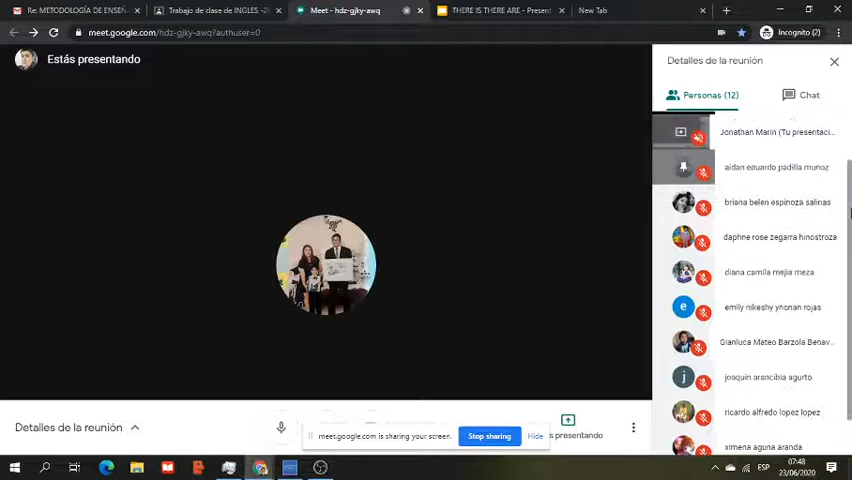 Re: METODOLOGÍA DE ENSEÑ
Trabajo de clase de INGLES -2
Meet - hdz-gjky-awq
THERE IS THERE ARE - Present
New Tab
meet.google.com/hdz-gjky-awq?authuser=0
Incognito (2)
Estás presentando
Detalles de la reunión
Personas (12)
Chat
Jonathan Marin (Tu presentaci...
aidan eduardo padilla munoz
briana belen espinoza salinas
daphne rose zegarra hinostroza
diana camila mejia meza
e
emily nikeshy ynonan rojas
Gianluca Mateo Barzola Benav...
j
joaquin arancibia agurto
ricardo alfredo lopez lopez
ximena aguna aranda
Detalles de la reunión
meet.google.com is sharing your screen.
Stop sharing
Hide
s presentando
ESP
07:48
23/06/2020